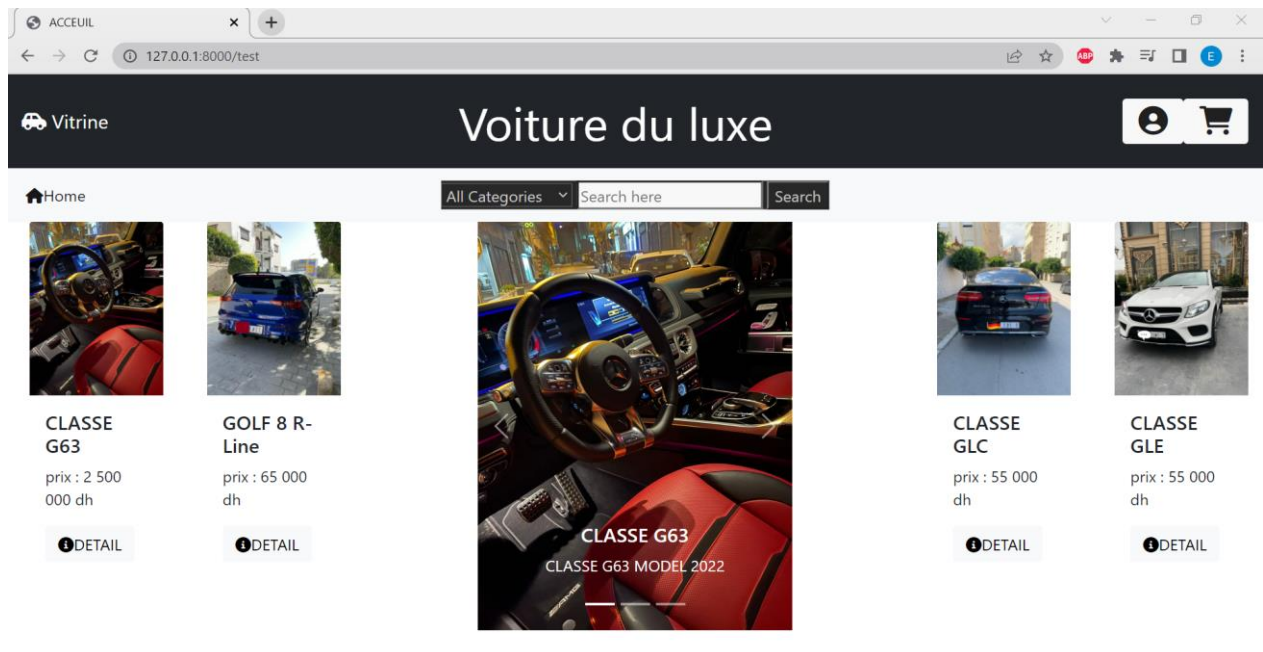 ACCEUIL
127.0.0.1:8000/test
ABP
E
Vitrine
Voiture du luxe
Home
All Categories
Search here
Search
CLASSE
G63
prix : 2 500
000 dh
DETAIL
GOLF 8 R-
Line
prix : 65 000
dh
DETAIL
CLASSE G63
CLASSE G63 MODEL 2022
CLASSE
GLC
prix : 55 000
dh
DETAIL
CLASSE
GLE
prix : 55 000
dh
DETAIL